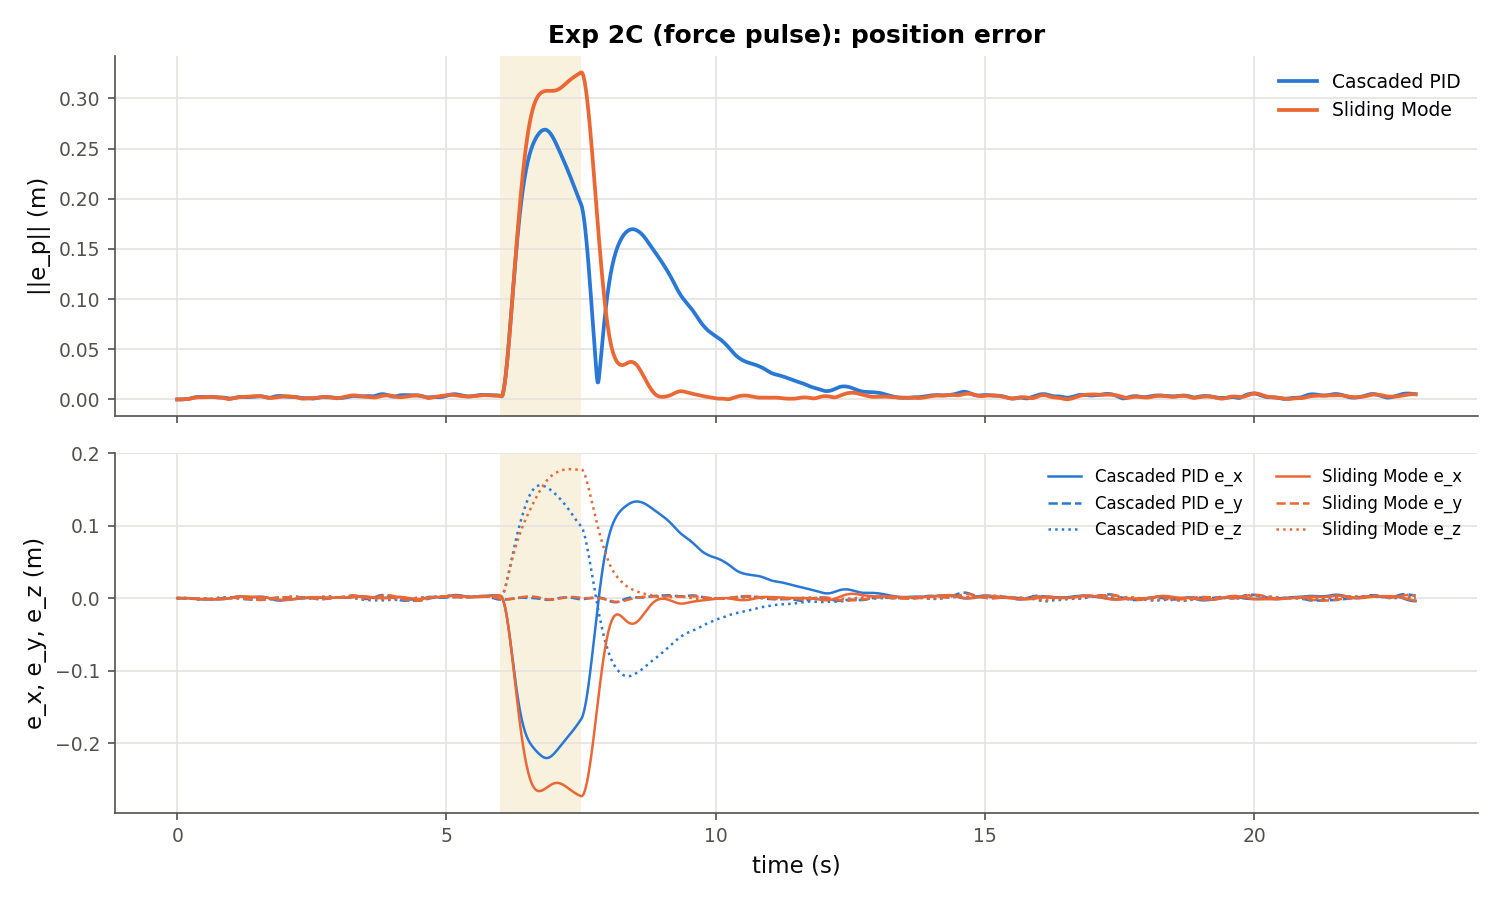 Exp 2C (force pulse): position error
||e_p|| (m)
0.30
0.25
0.20
0.15
0.10
0.05
0.00
Cascaded PID
Sliding Mode
e_x, e_y, e_z (m)
0.2
0.1
0.0
−0.1
−0.2
Cascaded PID e_x
Cascaded PID e_y
Cascaded PID e_z
Sliding Mode e_x
Sliding Mode e_y
Sliding Mode e_z
0 5 10 15 20
time (s)